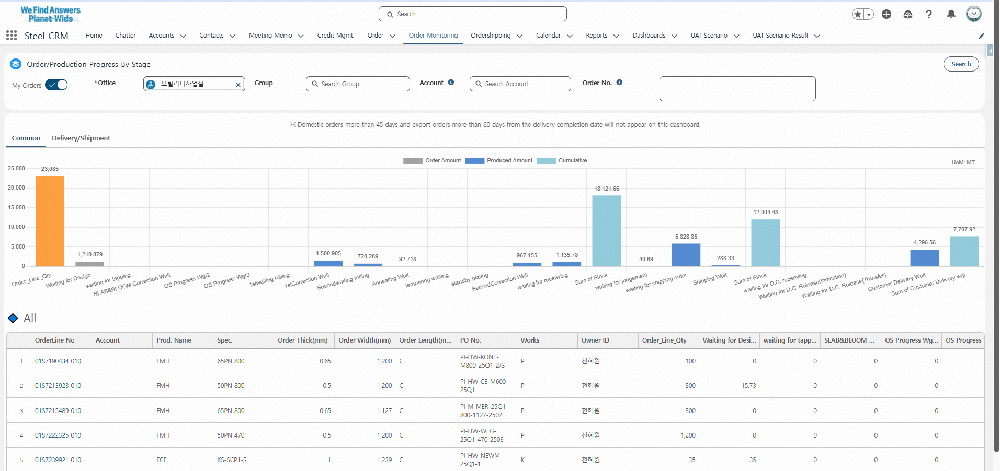 We Find Answers
Planet-Wide
Search...
Steel CRM
Home
Chatter
Accounts
Contacts
Meeting Memo
Credit Mgmt.
Order
Order Monitoring
Ordershipping
Calendar
Reports
Dashboards
UAT Scenario
UAT Scenario Result
Order/Production Progress By Stage
Search
My Orders
*Office
모빌리티사업실
Group
Search Group...
Account
Search Account...
Order No.
※ Domestic orders more than 45 days and export orders more than 60 days from the delivery completion date will not appear on this dashboard.
Common
Delivery/Shipment
Order Amount
Produced Amount
Cumulative
UoM: MT
25,000
20,000
15,000
10,000
5,000
0
23,085
1,210.879
1,500.905
720.289
92.718
967.155
1,135.78
18,121.66
40.69
5,828.85
288.33
12,004.48
4,296.56
7,707.92
Order_Line_Qty
Waiting for Design
waiting for tapping
SLAB&BLOOM Correction Wait
OS Progress Wgt2
OS Progress Wgt3
1stwaiting rolling
1stCorrection Wait
Secondwaiting rolling
Annealing Wait
tempering waiting
standby plating
SecondCorrection Wait
waiting for receaving
Sum of Stock
waiting for judgement
waiting for shipping order
Shipping Wait
Sum of Stock
waiting for D.C. receaving
Waiting for D.C. Release(Indication)
Waiting for D.C. Release(Transfer)
Customer Delivery Wait
Sum of Customer Delivery wgt
All
OrderLine No Account Prod. Name Spec. Order Thick(mm) Order Width(mm) Order Length(m... PO No. Works Owner ID Order_Line_Qty Waiting for Desi... waiting for tapp... SLAB&BLOOM ... OS Progress Wg... OS Progress
1 01S7190434 010 FMH 65PN 800 0.65 1,200 C PI-HW-KONE-
M800-25Q1-2/3 P 천혜원 100 0 0 0 0
2 01S7213923 010 FMH 50PN 800 0.5 1,200 C PI-HW-CE-M600-
25Q1 P 천혜원 300 15.73 0 0 0
3 01S7215489 010 FMH 65PN 800 0.65 1,127 C PI-M-MER-25Q1-
800-1127-2502 P 천혜원 300 0 0 0 0
4 01S7222325 010 FMH 50PN 470 0.5 1,200 C PI-HW-WEG-
25Q1-470-2503 P 천혜원 1,200 0 0 0 0
5 01S7239921 010 FCE KS-SCP1-S 1 1,239 C PI-HW-NEWM-
25Q1-1 K 천혜원 35 35 0 0 0